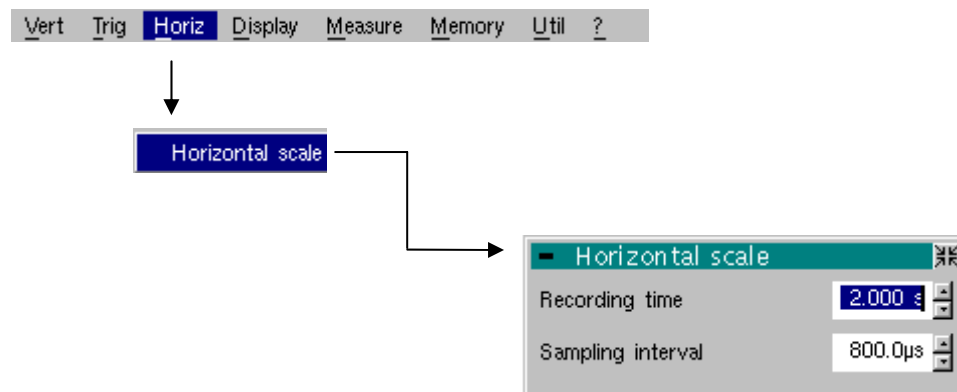 Vert Trig Horiz Display Measure Memory Util ?
Horizontal scale
Horizontal scale
Recording time 2.000 s
Sampling interval 800.0µs